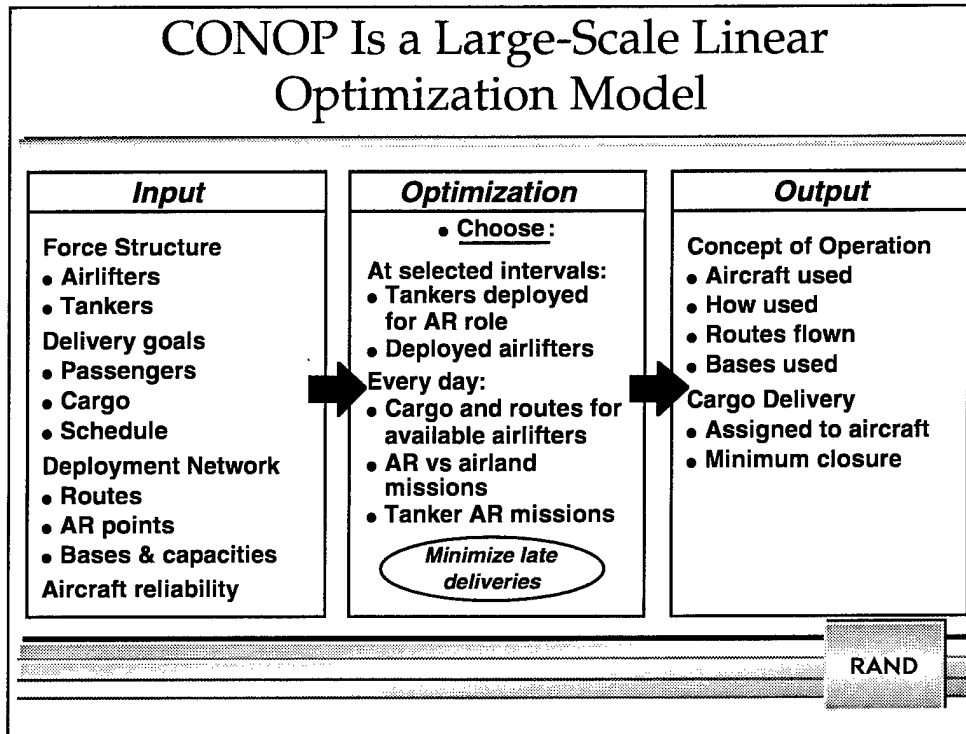 CONOP Is a Large-Scale Linear
Optimization Model
Input
Force Structure
• Airlifters
• Tankers
Delivery goals
• Passengers
• Cargo
• Schedule
Deployment Network
• Routes
• AR points
• Bases & capacities
Aircraft reliability
Optimization
• Choose:
At selected intervals:
• Tankers deployed
for AR role
• Deployed airlifters
Every day:
• Cargo and routes for
available airlifters
• AR vs airland
missions
• Tanker AR missions
Minimize late
deliveries
Output
Concept of Operation
• Aircraft used
• How used
• Routes flown
• Bases used
Cargo Delivery
• Assigned to aircraft
• Minimum closure
RAND